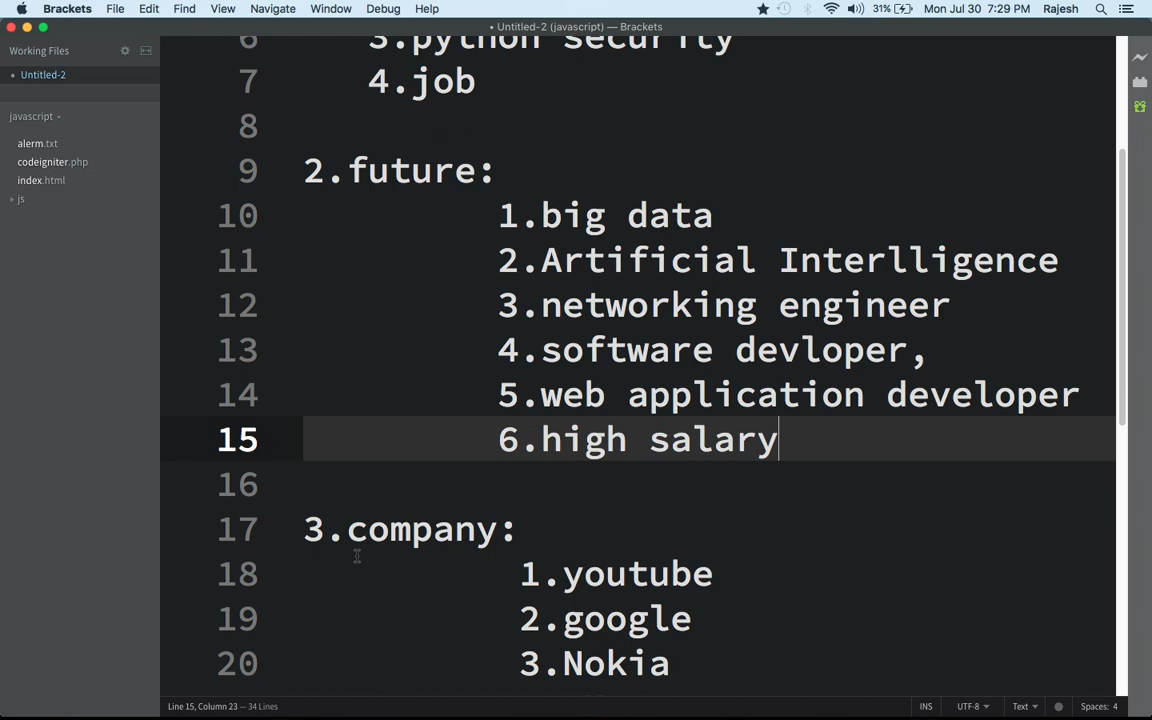 Brackets File Edit Find View Navigate Window Debug Help 31% Mon Jul 30 7:29 PM Rajesh
• Untitled-2 (javascript) — Brackets
Working Files
• Untitled-2
javascript
alerm.txt
codeigniter.php
index.html
js
6 3.python security
7 4.job
8
9 2.future:
10 1.big data
11 2.Artificial Interlligence
12 3.networking engineer
13 4.software devloper,
14 5.web application developer
15 6.high salary
16
17 3.company:
18 1.youtube
19 2.google
20 3.Nokia
Line 15, Column 23 — 34 Lines INS UTF-8 Text Spaces: 4